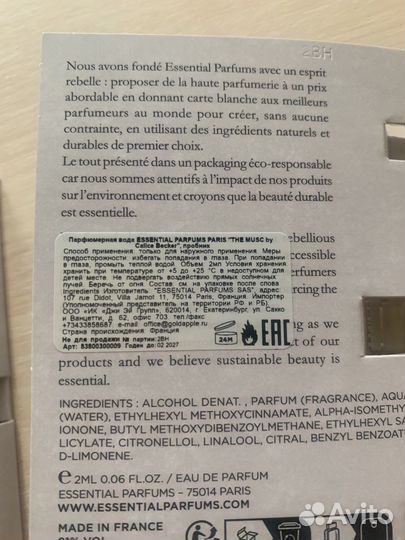 2BH
Nous avons fondé Essential Parfums avec un esprit
rebelle : proposer de la haute parfumerie à un prix
abordable en donnant carte blanche aux meilleurs
parfumeurs au monde pour créer, sans aucune
contrainte, en utilisant des ingrédients naturels et
durables de premier choix.
Le tout présenté dans un packaging éco-responsable
car nous sommes attentifs à l'impact de nos produits
sur l'environnement et croyons que la beauté durable
est essentielle.
Парфюмерная вода ESSENTIAL PARFUMS PARIS "THE MUSC by
Calice Becker", пробник
Способ применения: только для наружного применения. Меры
предосторожности: избегать попадания в глаза. При попадании
в глаза, промыть теплой водой. Объем 2мл Условия хранения
хранить при температуре от +5 до +25 °C в недоступном для
детей месте. Не подвергать воздействию прямых солнечных
лучей. Беречь от огня. Состав: см. на упаковке после слова
Ingredients Изготовитель: "ESSENTIAL PARFUMS SAS", адрес:
107 rue Didot, Villa Jamot 11, 75014 Paris, Франция Импортер
(Уполномоченный представитель на территории РФ и РБ):
ООО «ИК «Джи Эй Групп», 620014, г. Екатеринбург, ул. Сакко
и Ванцетти, д. 62, офис 703 /тел./факс
+73433858687 email: office@goldapple.ru
Страна происхождения: Франция
Не для продажи № партии: 2BH
Арт: 83800300009 Годен до: 02.2027
24M
EAC
rebellious
accessible
perfumers
ourcing the
ing as we
t of our
products and we believe sustainable beauty is
essential.
INGREDIENTS : ALCOHOL DENAT. , PARFUM (FRAGRANCE), AQUA
(WATER), ETHYLHEXYL METHOXYCINNAMATE, ALPHA-ISOMETHYL
IONONE, BUTYL METHOXYDIBENZOYLMETHANE, ETHYLHEXYL SA
LICYLATE, CITRONELLOL, LINALOOL, CITRAL, BENZYL BENZOAT
D-LIMONENE.
e 2ML 0.06 FL.OZ. / EAU DE PARFUM
ESSENTIAL PARFUMS - 75014 PARIS
WWW.ESSENTIALPARFUMS.COM
MADE IN FRANCE
Avito